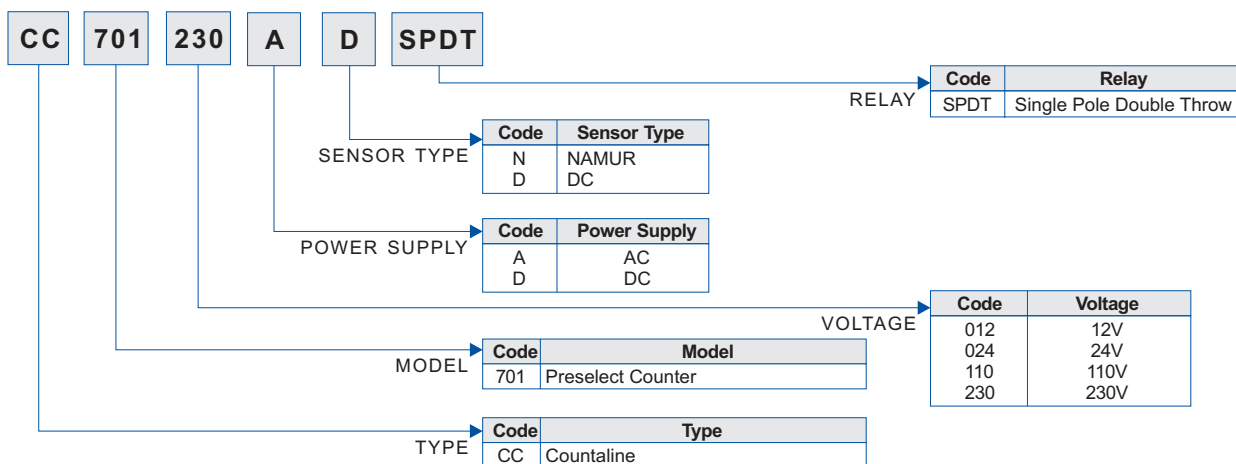 CC 701 230 A D SPDT
RELAY
Code Relay
SPDT Single Pole Double Throw
SENSOR TYPE
Code Sensor Type
N NAMUR
D DC
POWER SUPPLY
Code Power Supply
A AC
D DC
VOLTAGE
Code Voltage
012 12V
024 24V
110 110V
230 230V
MODEL
Code Model
701 Preselect Counter
TYPE
Code Type
CC Countaline